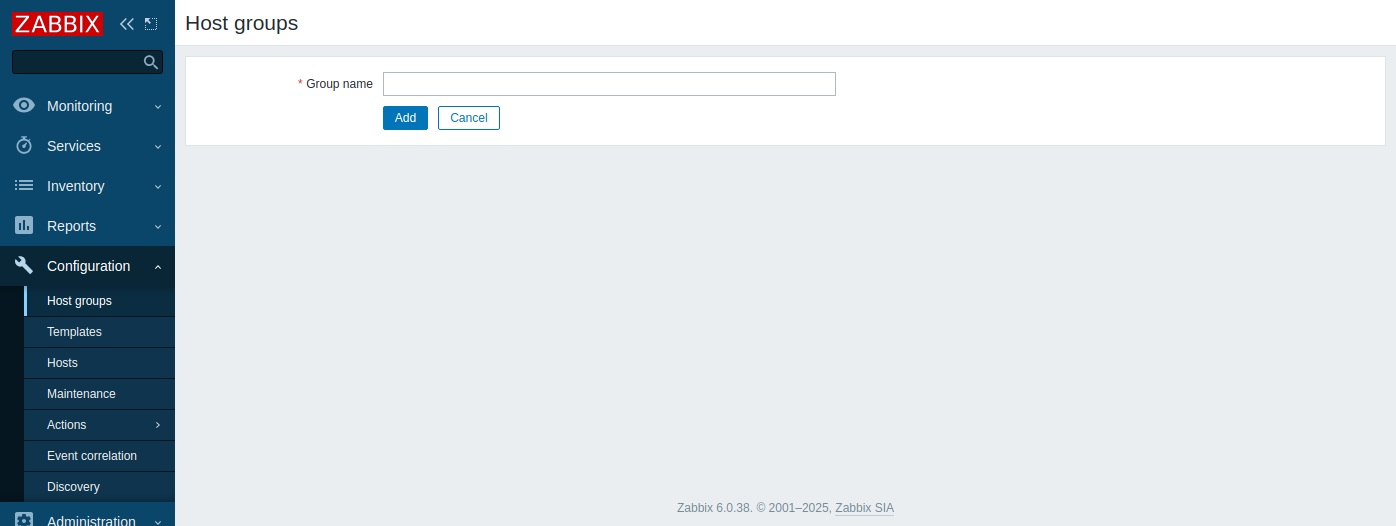 ZABBIX
Host groups
* Group name
Add Cancel
Monitoring
Services
Inventory
Reports
Configuration
Host groups
Templates
Hosts
Maintenance
Actions
Event correlation
Discovery
Administration
Zabbix 6.0.38. © 2001–2025, Zabbix SIA